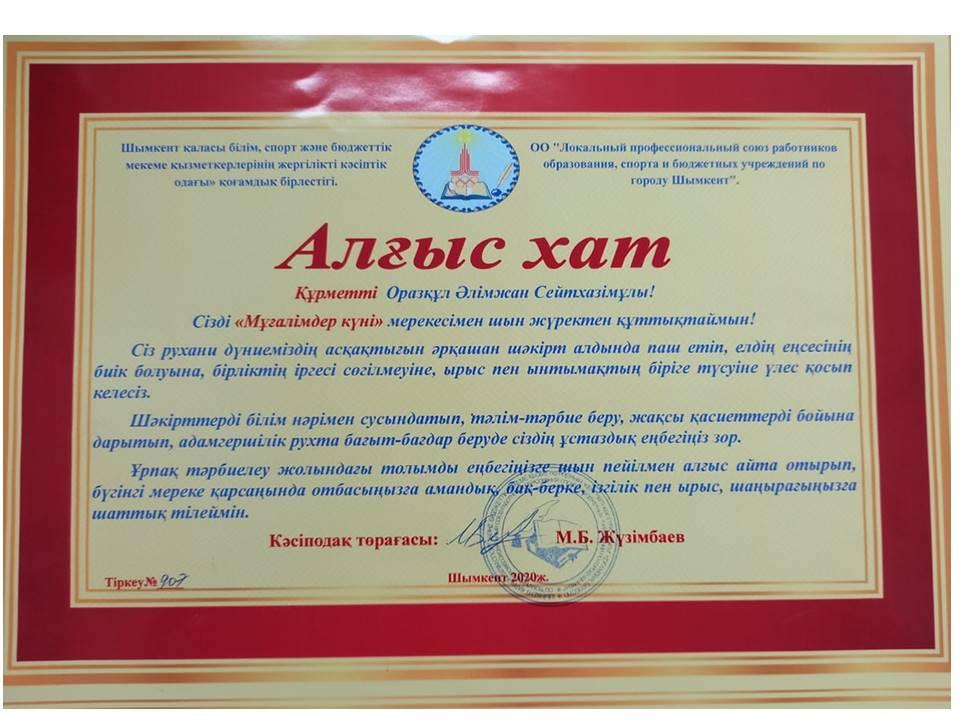 Шымкент қаласы білім, спорт және бюджеттік
мекеме қызметкерлерінің жергілікті кәсіптік
одағы» қоғамдық бірлестігі.
ОО "Локальный профессиональный союз работников
образования, спорта и бюджетных учреждений по
городу Шымкент".
Алғыс хат
Құрметті Оразқұл Әлімжан Сейтхазімұлы!
Сізді «Мұғалімдер күні» мерекесімен шын жүректен құттықтаймын!
Сіз рухани дүниеміздің асқақтығын әрқашан шәкірт алдында паш етіп, елдің еңсесінің
биік болуына, бірліктің іргесі сөгілмеуіне, ырыс пен ынтымақтың біріге түсуіне үлес қосып
келесіз.
Шәкірттерді білім нәрімен сусындатып, тәлім-тәрбие беру, жақсы қасиеттерді бойына
дарытып, адамгершілік рухта бағыт-бағдар беруде сіздің ұстаздық еңбегіңіз зор.
Ұрпақ тәрбиелеу жолындағы толымды еңбегіңізге шын пейілмен алғыс айта отырып,
бүгінгі мереке қарсаңында отбасыңызға амандық, бақ-берке, ізгілік пен ырыс, шаңырағыңызға
шаттық тілеймін.
Кәсіподақ төрағасы: М.Б. Жүзімбаев
Тіркеу№ 907
Шымкент 2020ж.